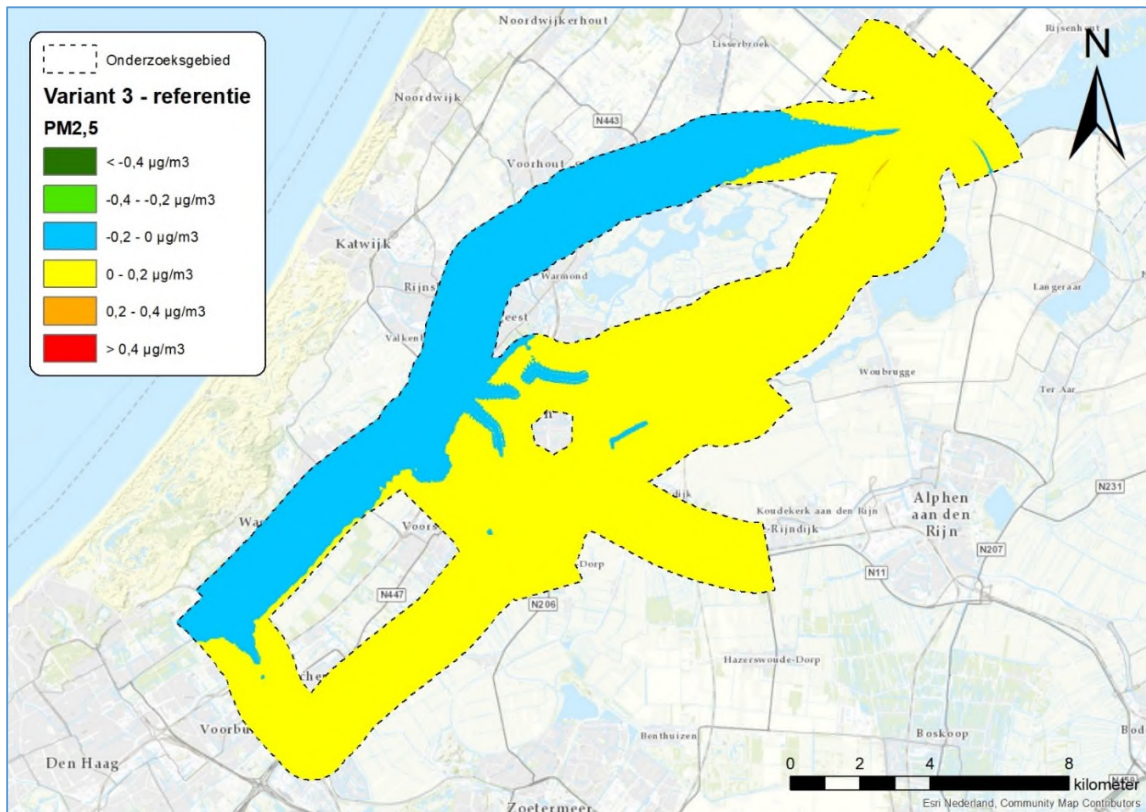 Onderzoeksgebied
Variant 3 - referentie
PM2,5
< -0,4 µg/m3
-0,4 - -0,2 µg/m3
-0,2 - 0 µg/m3
0 - 0,2 µg/m3
0,2 - 0,4 µg/m3
> 0,4 µg/m3
Noordwijkerhout
Rijsenhout
Lisserbroek
N
Noordwijk
N443
Voorhout
Katwijk
Warmond
Rijns
Langeraar
eest
Valkenb
Woubrugge
Ter Aar
n
N231
Alphen
aan den
Rijn
dijk
Koudekerk aan den Rijn
-Rijndijk
Voors
N207
N11
Dorp
N447
N206
Hazerswoude-Dorp
Voorbu
Den Haag
Benthuizen
Boskoop
Bod
0 2 4 8
kilometer
Zoetermeer
Esri Nederland, Community Map Contributors